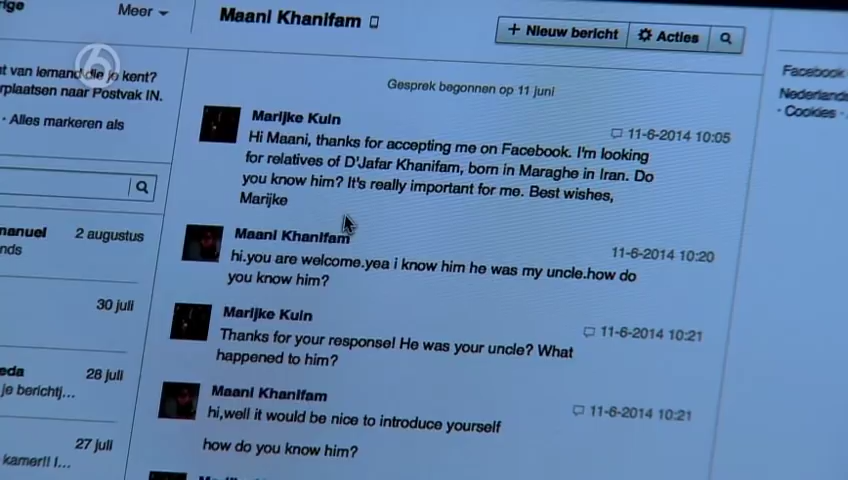 Meer
Maani Khanifam
+ Nieuw bericht
Acties
6
t van iemand die je kent?
rplaatsen naar Postvak IN.
· Alles markeren als
Gesprek begonnen op 11 juni
Facebook
Nederlands
· Cookies ·
Marijke Kuin
11-6-2014 10:05
Hi Maani, thanks for accepting me on Facebook. I'm looking
for relatives of D'Jafar Khanifam, born in Maraghe in Iran. Do
you know him? It's really important for me. Best wishes,
Marijke
manuel
2 augustus
nds
Maani Khanifam
11-6-2014 10:20
hi.you are welcome.yea i know him he was my uncle.how do
you know him?
30 juli
Marijke Kuin
11-6-2014 10:21
Thanks for your response! He was your uncle? What
happened to him?
eda
28 juli
je berichtj...
Maani Khanifam
11-6-2014 10:21
hi,well it would be nice to introduce yourself
how do you know him?
27 juli
kamer!! I...